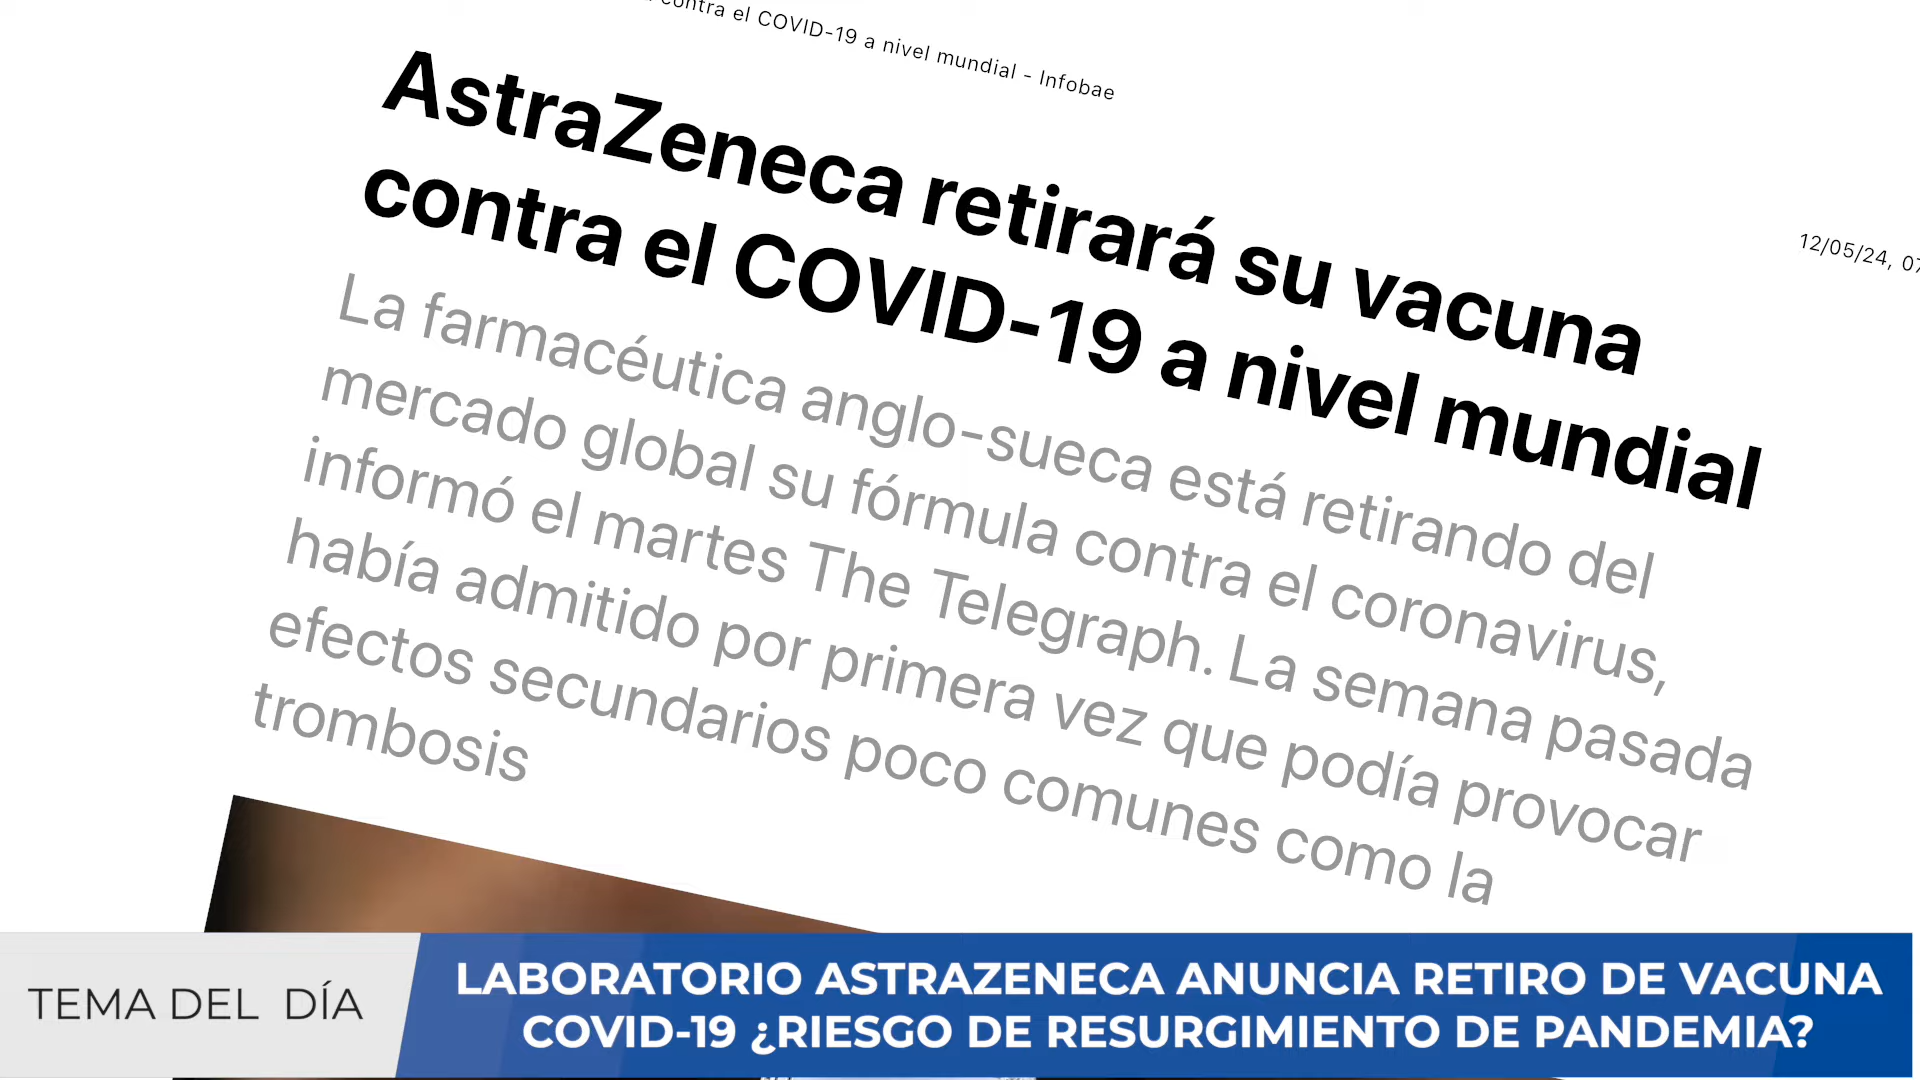 contra el COVID-19 a nivel mundial - Infobae
12/05/24,
AstraZeneca retirará su vacuna
contra el COVID-19 a nivel mundial
La farmacéutica anglo-sueca está retirando del
mercado global su fórmula contra el coronavirus,
informó el martes The Telegraph. La semana pasada
había admitido por primera vez que podía provocar
efectos secundarios poco comunes como la
trombosis
TEMA DEL DÍA
LABORATORIO ASTRAZENECA ANUNCIA RETIRO DE VACUNA
COVID-19 ¿RIESGO DE RESURGIMIENTO DE PANDEMIA?